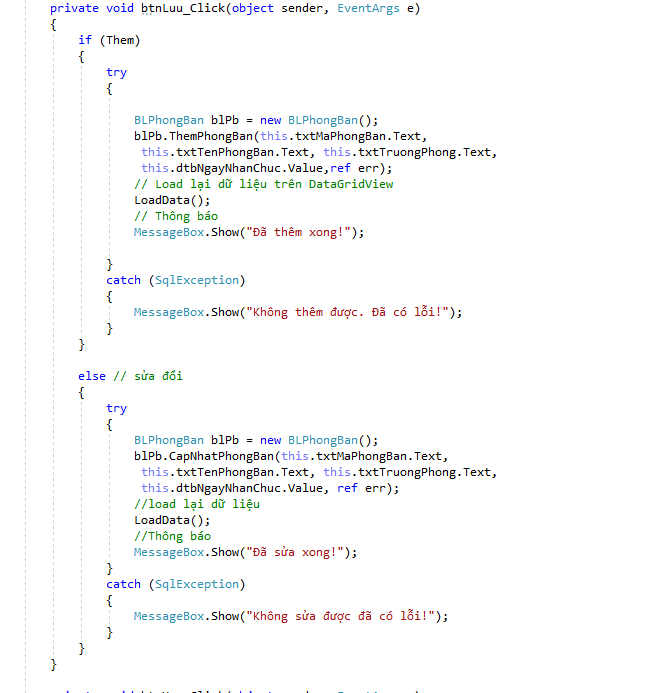 private void btnLuu_Click(object sender, EventArgs e)
{
if (Them)
{
try
{
BLPhongBan blPb = new BLPhongBan();
blPb.ThemPhongBan(this.txtMaPhongBan.Text,
this.txtTenPhongBan.Text, this.txtTruongPhong.Text,
this.dtbNgayNhanChuc.Value,ref err);
// Load lại dữ liệu trên DataGridView
LoadData();
// Thông báo
MessageBox.Show("Đã thêm xong!");
}
catch (SqlException)
{
MessageBox.Show("Không thêm được. Đã có lỗi!");
}
}
else // sửa đổi
{
try
{
BLPhongBan blPb = new BLPhongBan();
blPb.CapNhatPhongBan(this.txtMaPhongBan.Text,
this.txtTenPhongBan.Text, this.txtTruongPhong.Text,
this.dtbNgayNhanChuc.Value, ref err);
//load lại dữ liệu
LoadData();
//Thông báo
MessageBox.Show("Đã sửa xong!");
}
catch (SqlException)
{
MessageBox.Show("Không sửa được đã có lỗi!");
}
}
}